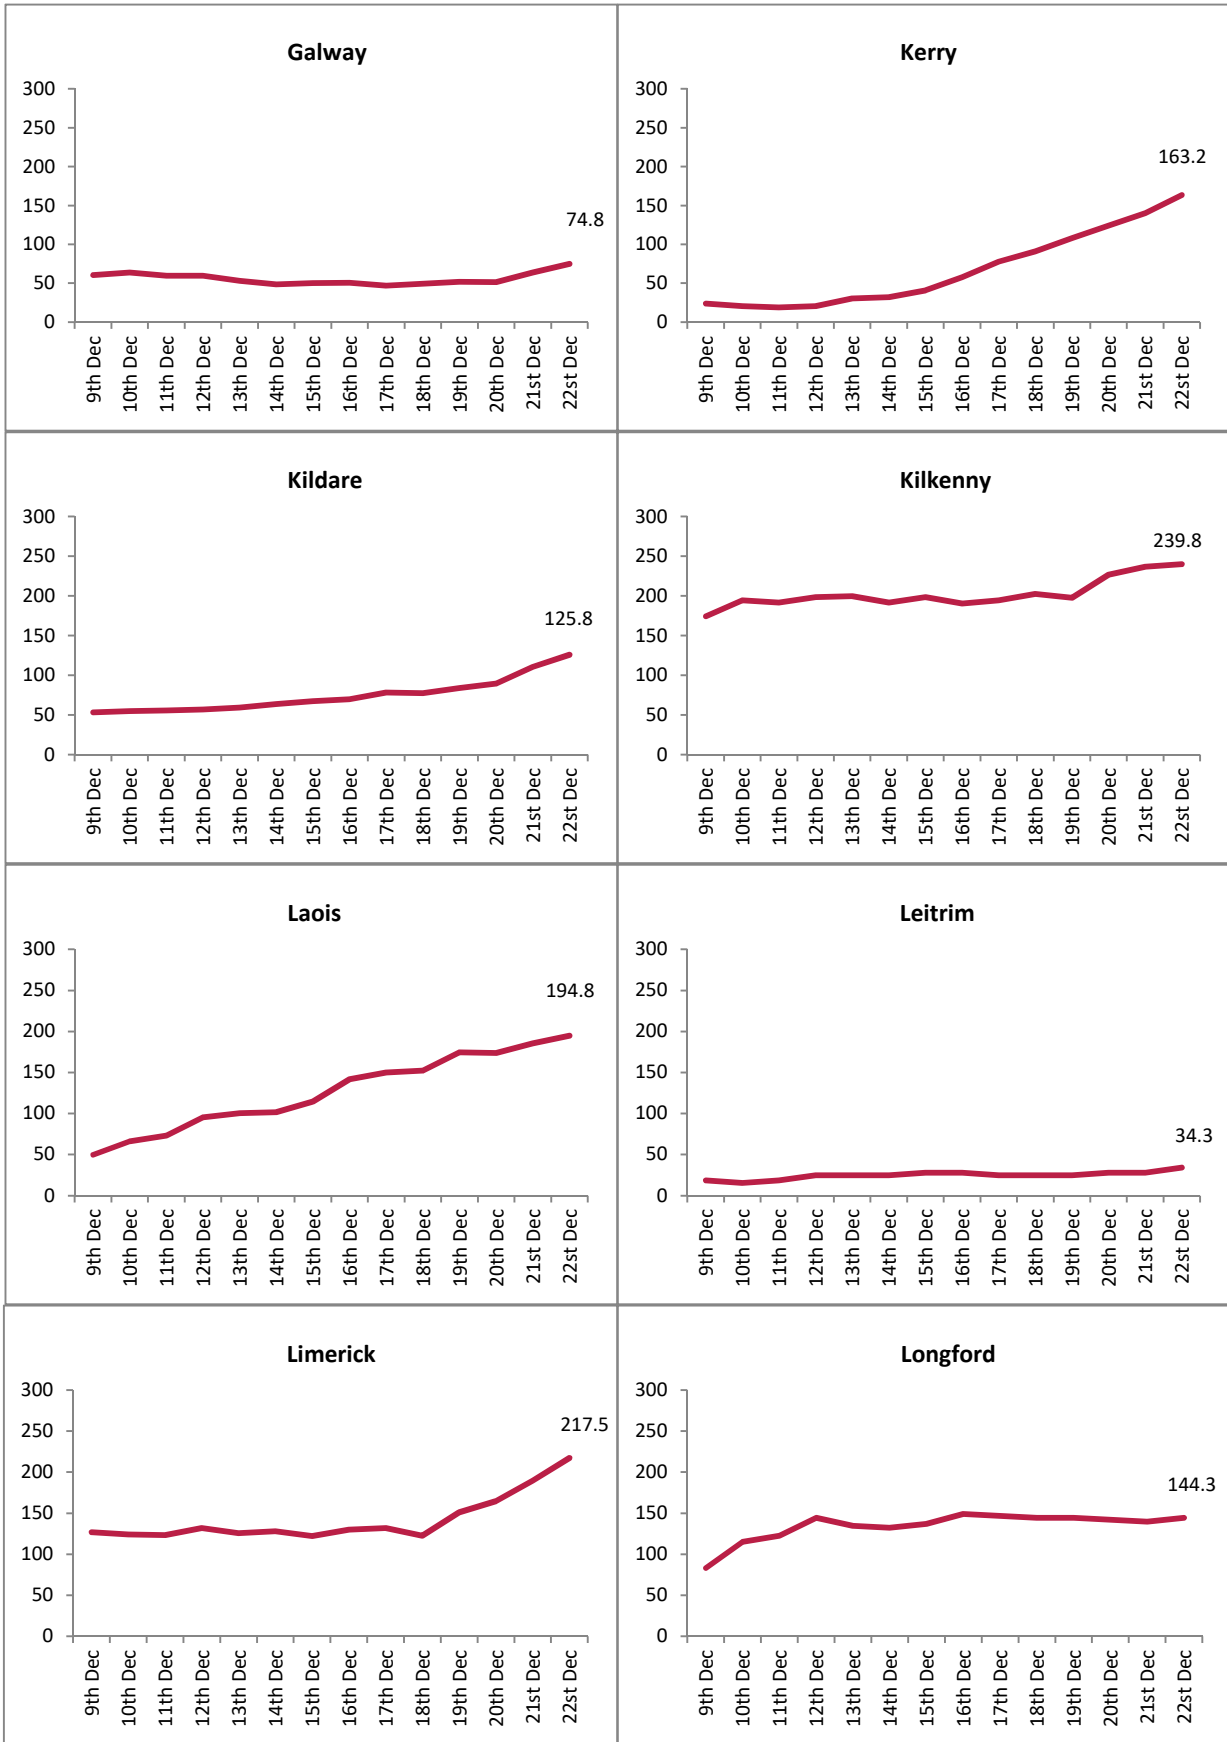 Galway
300
250
200
150
100
50
0
74.8
9th Dec
10th Dec
11th Dec
12th Dec
13th Dec
14th Dec
15th Dec
16th Dec
17th Dec
18th Dec
19th Dec
20th Dec
21st Dec
22st Dec
Kerry
300
250
200
150
100
50
0
163.2
9th Dec
10th Dec
11th Dec
12th Dec
13th Dec
14th Dec
15th Dec
16th Dec
17th Dec
18th Dec
19th Dec
20th Dec
21st Dec
22st Dec
Kildare
300
250
200
150
100
50
0
125.8
9th Dec
10th Dec
11th Dec
12th Dec
13th Dec
14th Dec
15th Dec
16th Dec
17th Dec
18th Dec
19th Dec
20th Dec
21st Dec
22st Dec
Kilkenny
300
250
200
150
100
50
0
239.8
9th Dec
10th Dec
11th Dec
12th Dec
13th Dec
14th Dec
15th Dec
16th Dec
17th Dec
18th Dec
19th Dec
20th Dec
21st Dec
22st Dec
Laois
300
250
200
150
100
50
0
194.8
9th Dec
10th Dec
11th Dec
12th Dec
13th Dec
14th Dec
15th Dec
16th Dec
17th Dec
18th Dec
19th Dec
20th Dec
21st Dec
22st Dec
Leitrim
300
250
200
150
100
50
0
34.3
9th Dec
10th Dec
11th Dec
12th Dec
13th Dec
14th Dec
15th Dec
16th Dec
17th Dec
18th Dec
19th Dec
20th Dec
21st Dec
22st Dec
Limerick
300
250
200
150
100
50
0
217.5
9th Dec
10th Dec
11th Dec
12th Dec
13th Dec
14th Dec
15th Dec
16th Dec
17th Dec
18th Dec
19th Dec
20th Dec
21st Dec
22st Dec
Longford
300
250
200
150
100
50
0
144.3
9th Dec
10th Dec
11th Dec
12th Dec
13th Dec
14th Dec
15th Dec
16th Dec
17th Dec
18th Dec
19th Dec
20th Dec
21st Dec
22st Dec